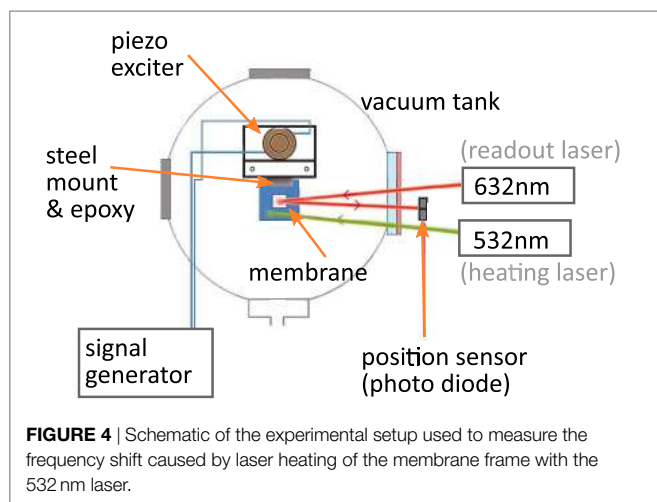 piezo
exciter
vacuum tank
steel
mount
& epoxy
(readout laser)
632nm
532nm
(heating laser)
membrane
signal
generator
position sensor
(photo diode)
FIGURE 4 | Schematic of the experimental setup used to measure the
frequency shift caused by laser heating of the membrane frame with the
532 nm laser.